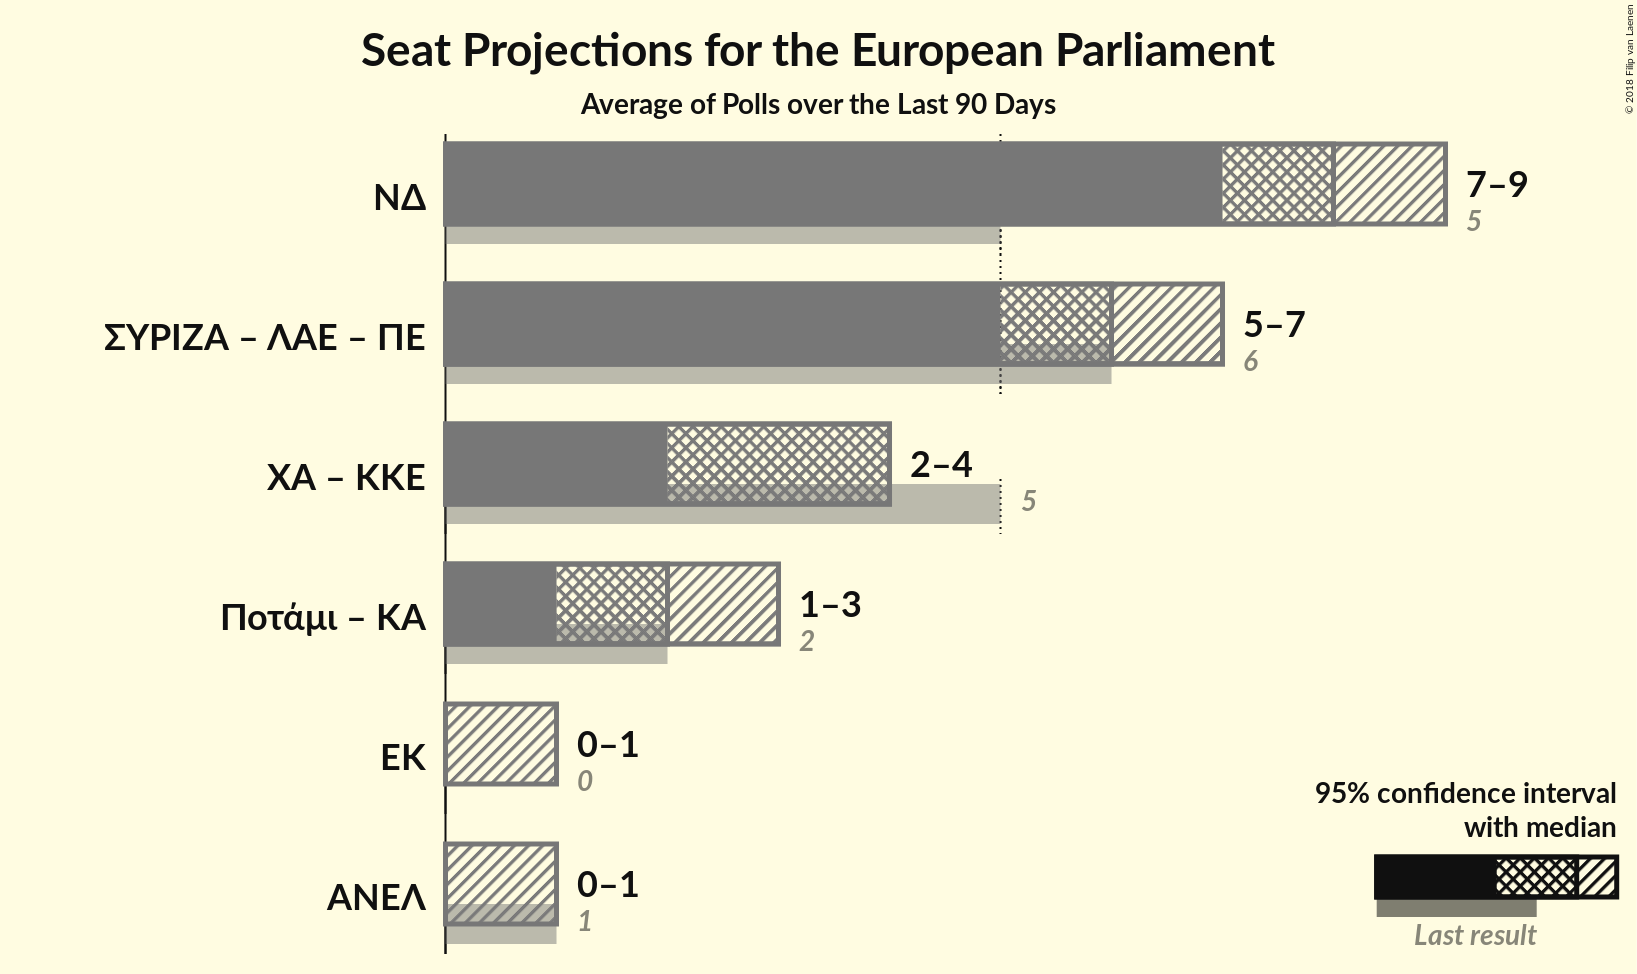 Seat Projections for the European Parliament
Average of Polls over the Last 90 Days
© 2018 Filip van Laenen
ΝΔ
7–9
5
ΣΥΡΙΖΑ – ΛΑΕ – ΠΕ
5–7
6
ΧΑ – ΚΚΕ
2–4
5
Ποτάμι – ΚΑ
1–3
2
ΕΚ
0–1
0
ΑΝΕΛ
0–1
1
95% confidence interval
with median
Last result